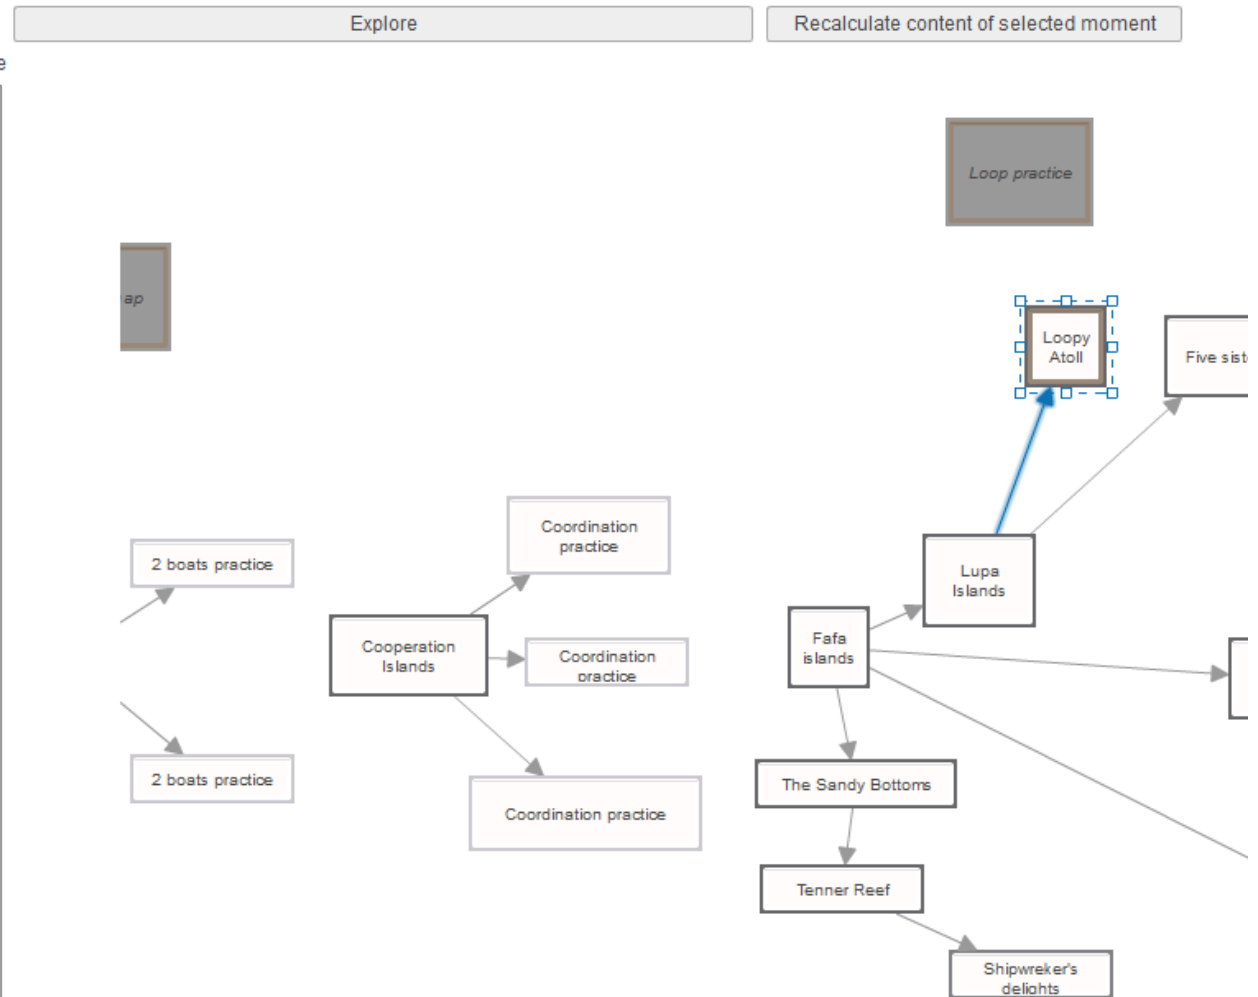 Explore
Recalculate content of selected moment
e
Loop practice
ap
Loopy
Atoll
Five sist
Coordination
practice
2 boats practice
Lupa
Islands
Cooperation
Islands
Coordination
practice
Fafa
islands
2 boats practice
The Sandy Bottoms
Coordination practice
Tenner Reef
Shipwreker's
delights